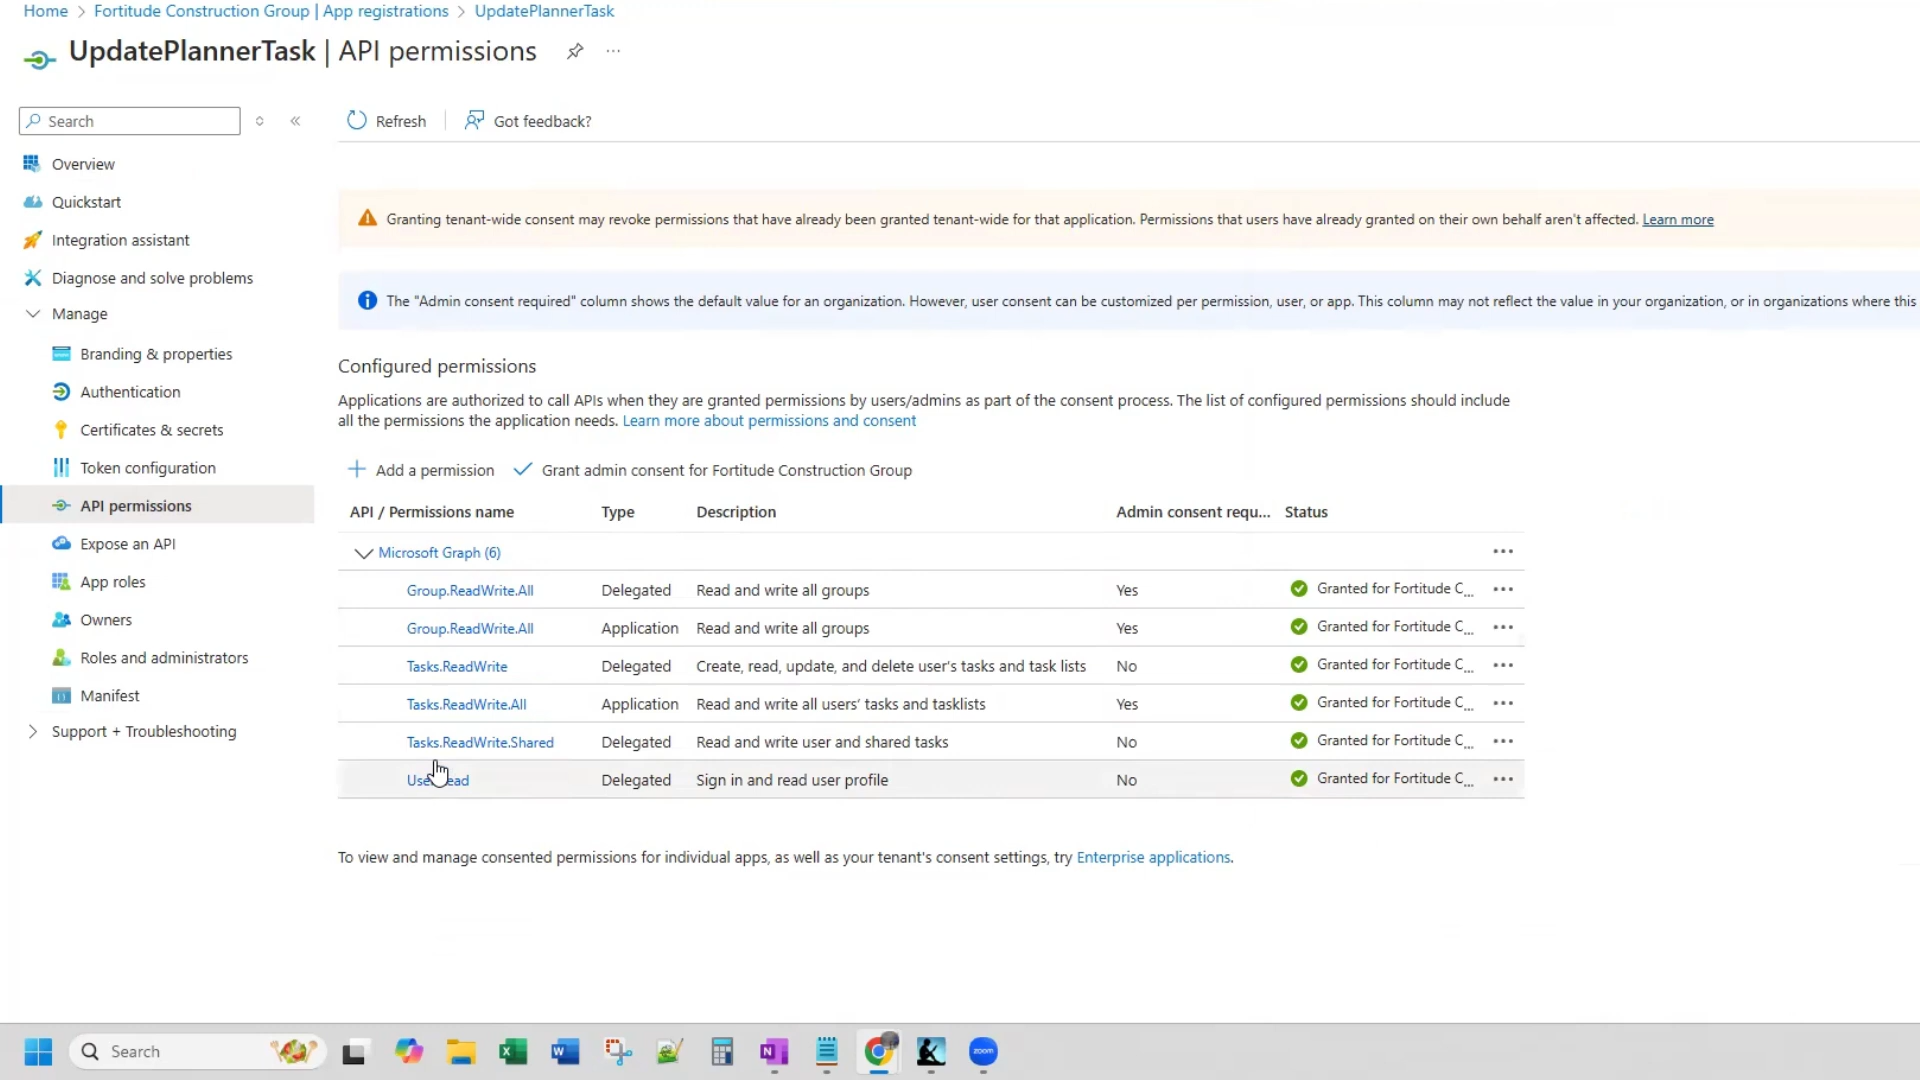 Home > Fortitude Construction Group | App registrations > UpdatePlannerTask
UpdatePlannerTask | API permissions
Search
Refresh
Got feedback?
Overview
Quickstart
Integration assistant
Diagnose and solve problems
Manage
Branding & properties
Authentication
Certificates & secrets
Token configuration
API permissions
Expose an API
App roles
Owners
Roles and administrators
Manifest
Support + Troubleshooting
Granting tenant-wide consent may revoke permissions that have already been granted tenant-wide for that application. Permissions that users have already granted on their own behalf aren't affected. Learn more
The "Admin consent required" column shows the default value for an organization. However, user consent can be customized per permission, user, or app. This column may not reflect the value in your organization, or in organizations where this
Configured permissions
Applications are authorized to call APIs when they are granted permissions by users/admins as part of the consent process. The list of configured permissions should include
all the permissions the application needs. Learn more about permissions and consent
Add a permission
Grant admin consent for Fortitude Construction Group
API / Permissions name Type Description Admin consent requ... Status
Microsoft Graph (6)
Group.ReadWrite.All Delegated Read and write all groups Yes Granted for Fortitude C...
Group.ReadWrite.All Application Read and write all groups Yes Granted for Fortitude C...
Tasks.ReadWrite Delegated Create, read, update, and delete user's tasks and task lists No Granted for Fortitude C...
Tasks.ReadWrite.All Application Read and write all users' tasks and tasklists Yes Granted for Fortitude C...
Tasks.ReadWrite.Shared Delegated Read and write user and shared tasks No Granted for Fortitude C...
Delegated Sign in and read user profile No Granted for Fortitude C...
To view and manage consented permissions for individual apps, as well as your tenant's consent settings, try Enterprise applications.
Search
zoom